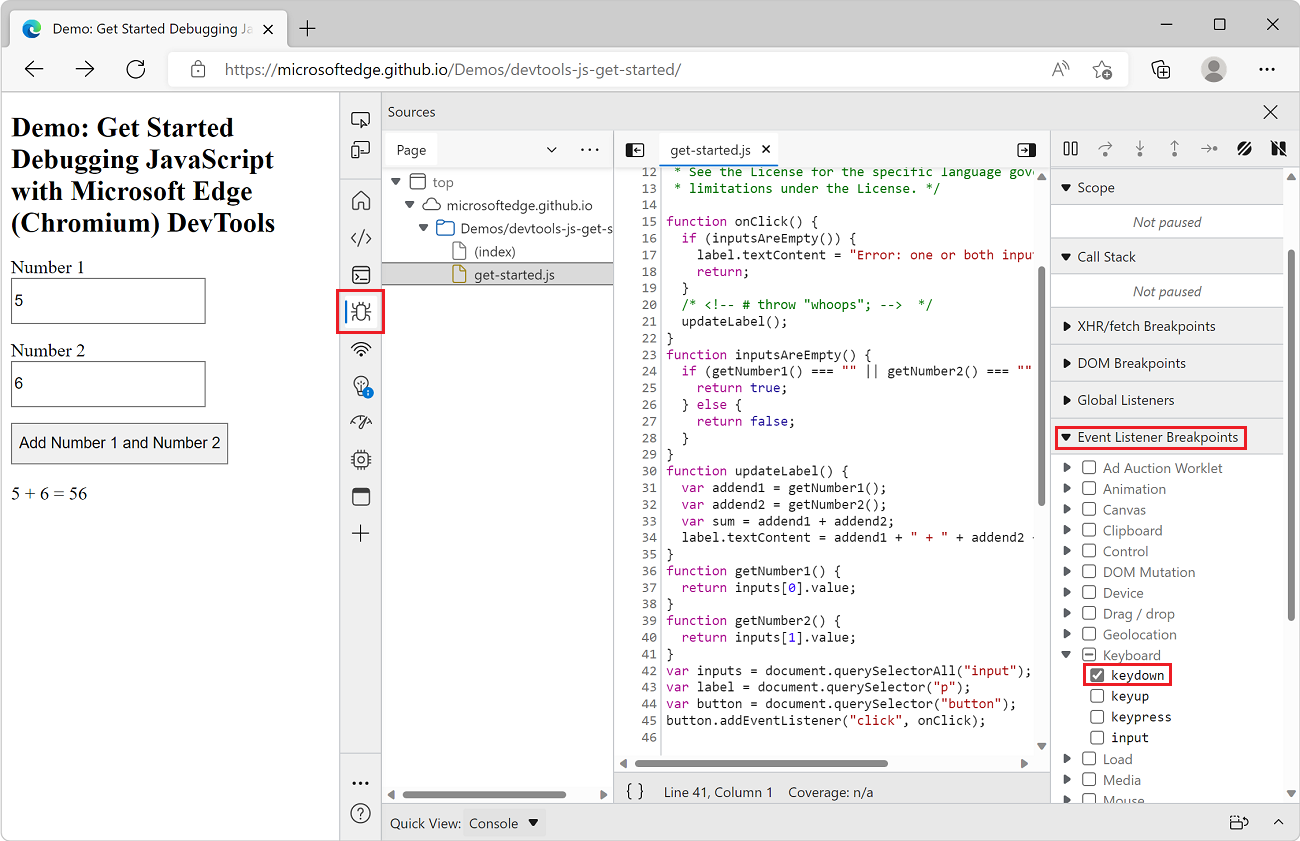 Demo: Get Started Debugging Ja
https://microsoftedge.github.io/Demos/devtools-js-get-started/
Demo: Get Started
Debugging JavaScript
with Microsoft Edge
(Chromium) DevTools
Number 1
5
Number 2
6
Add Number 1 and Number 2
5 + 6 = 56
Sources
Page
top
microsoftedge.github.io
Demos/devtools-js-get-s
(index)
get-started.js
get-started.js
12 * See the License for the specific language gove
13 * limitations under the License. */
14
15 function onClick() {
16 if (inputsAreEmpty()) {
17 label.textContent = "Error: one or both inpu
18 return;
19 }
20 /* <!-- # throw "whoops"; --> */
21 updateLabel();
22 }
23 function inputsAreEmpty() {
24 if (getNumber1() === "" || getNumber2() === ""
25 return true;
26 } else {
27 return false;
28 }
29 }
30 function updateLabel() {
31 var addend1 = getNumber1();
32 var addend2 = getNumber2();
33 var sum = addend1 + addend2;
34 label.textContent = addend1 + " + " + addend2 +
35 }
36 function getNumber1() {
37 return inputs[0].value;
38 }
39 function getNumber2() {
40 return inputs[1].value;
41 }
42 var inputs = document.querySelectorAll("input");
43 var label = document.querySelector("p");
44 var button = document.querySelector("button");
45 button.addEventListener("click", onClick);
46
{ } Line 41, Column 1 Coverage: n/a
Scope
Not paused
Call Stack
Not paused
XHR/fetch Breakpoints
DOM Breakpoints
Global Listeners
Event Listener Breakpoints
Ad Auction Worklet
Animation
Canvas
Clipboard
Control
DOM Mutation
Device
Drag / drop
Geolocation
Keyboard
keydown
keyup
keypress
input
Load
Media
Mouse
Quick View: Console